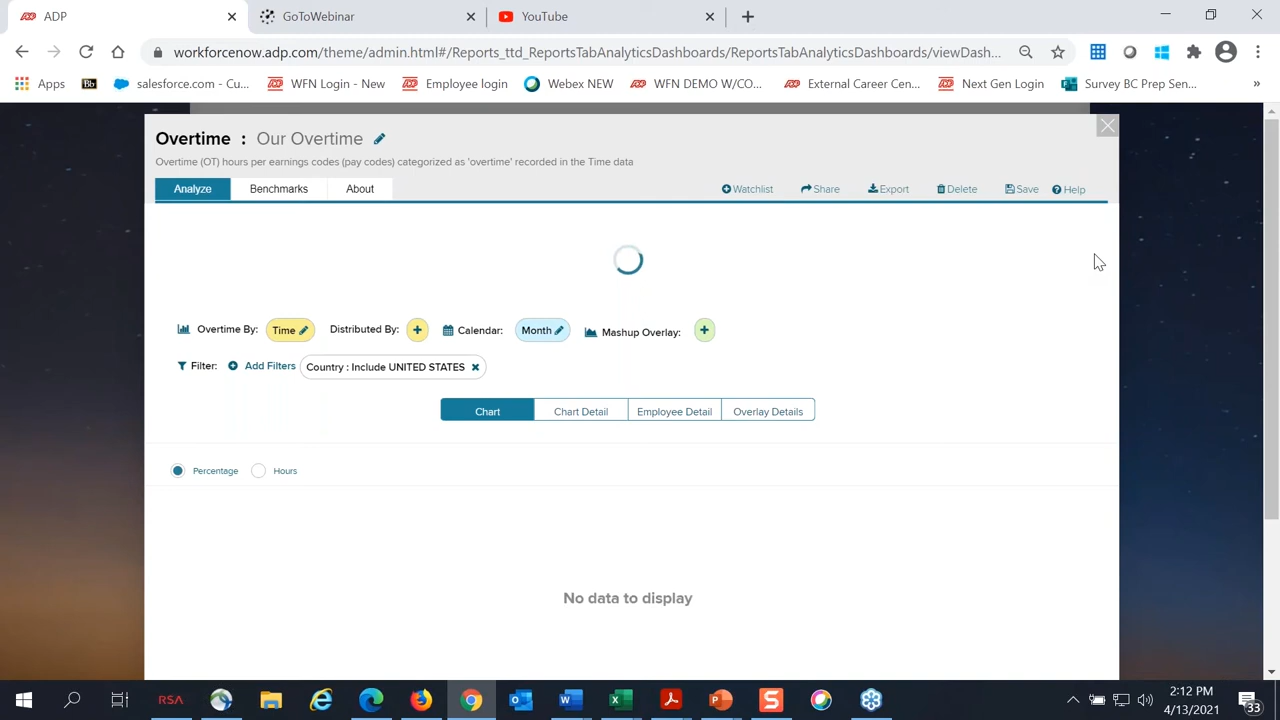 ADP
GoToWebinar
YouTube
workforcenow.adp.com/theme/admin.html#/Reports_ttd_ReportsTabAnalyticsDashboards/ReportsTabAnalyticsDashboards/viewDash...
Apps
Bb
salesforce.com - Cu...
WFN Login - New
Employee login
Webex NEW
WFN DEMO W/CO...
External Career Cen...
Next Gen Login
Survey BC Prep Sen...
»
Overtime : Our Overtime
Overtime (OT) hours per earnings codes (pay codes) categorized as 'overtime' recorded in the Time data
Analyze
Benchmarks
About
Watchlist
Share
Export
Delete
Save
Help
Overtime By: Time
Distributed By:
Calendar: Month
Mashup Overlay:
Filter: Add Filters Country : Include UNITED STATES
Chart
Chart Detail
Employee Detail
Overlay Details
Percentage
Hours
No data to display
RSA
2:12 PM
4/13/2021
33